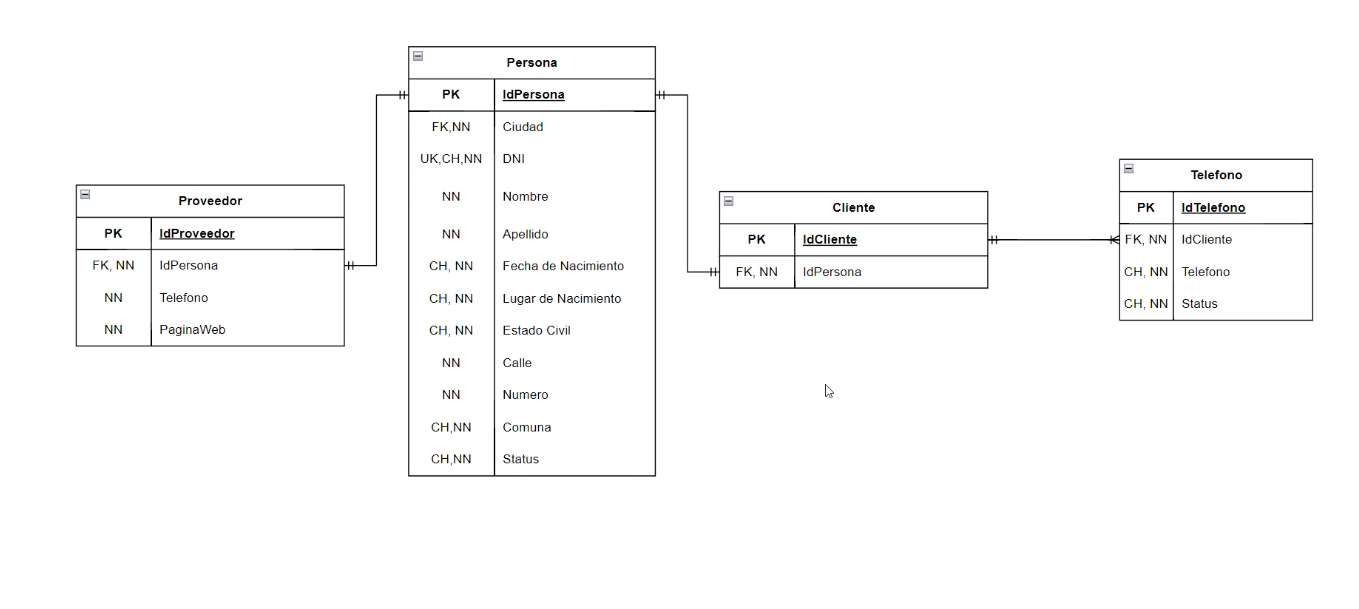 Persona
PK IdPersona
FK,NN Ciudad
UK,CH,NN DNI
NN Nombre
NN Apellido
CH, NN Fecha de Nacimiento
CH, NN Lugar de Nacimiento
CH, NN Estado Civil
NN Calle
NN Numero
CH,NN Comuna
CH,NN Status
Proveedor
PK IdProveedor
FK, NN IdPersona
NN Telefono
NN PaginaWeb
Cliente
PK IdCliente
FK, NN IdPersona
Telefono
PK IdTelefono
FK, NN IdCliente
CH, NN Telefono
CH, NN Status